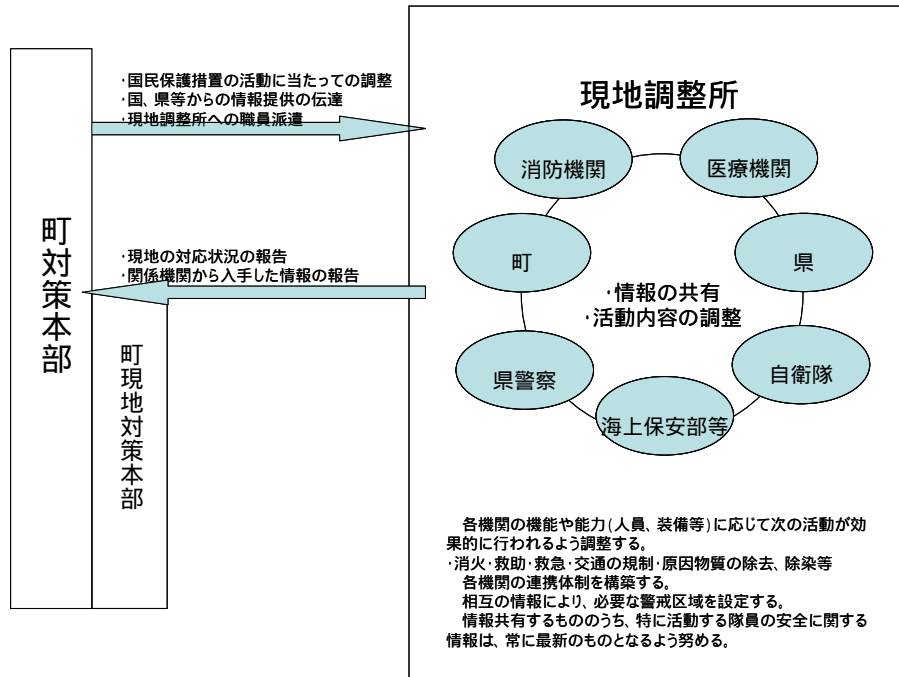 ・国民保護措置の活動に当たっての調整
・国、県等からの情報提供の伝達
・現地調整所への職員派遣
町対策本部
・現地の対応状況の報告
・関係機関から入手した情報の報告
町現地対策本部
現地調整所
消防機関
医療機関
町
県
・情報の共有
・活動内容の調整
県警察
自衛隊
海上保安部等
各機関の機能や能力(人員、装備等)に応じて次の活動が効
果的に行われるよう調整する。
・消火・救助・救急・交通の規制・原因物質の除去、除染等
各機関の連携体制を構築する。
相互の情報により、必要な警戒区域を設定する。
情報共有するもののうち、特に活動する隊員の安全に関する
情報は、常に最新のものとなるよう努める。